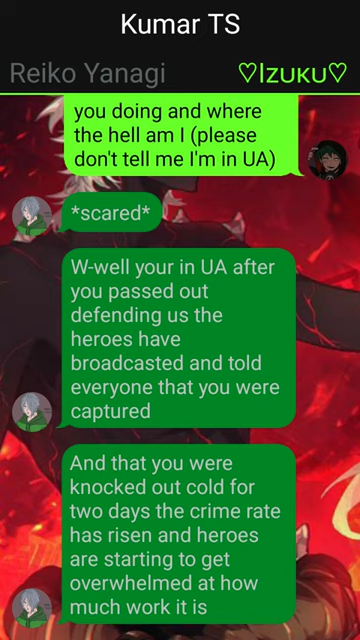 Kumar TS
Reiko Yanagi
♡Izuku♡
you doing and where
the hell am I (please
don't tell me I'm in UA)
*scared*
W-well your in UA after
you passed out
defending us the
heroes have
broadcasted and told
everyone that you were
captured
And that you were
knocked out cold for
two days the crime rate
has risen and heroes
are starting to get
overwhelmed at how
much work it is